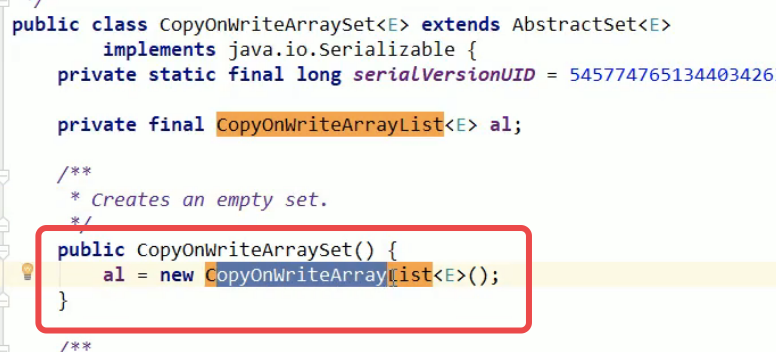 */
public class CopyOnWriteArraySet<E> extends AbstractSet<E>
implements java.io.Serializable {
private static final long serialVersionUID = 545774765134403426
private final CopyOnWriteArrayList<E> al;
/**
* Creates an empty set.
*/
public CopyOnWriteArraySet() {
al = new CopyOnWriteArrayList<E>();
}
/**